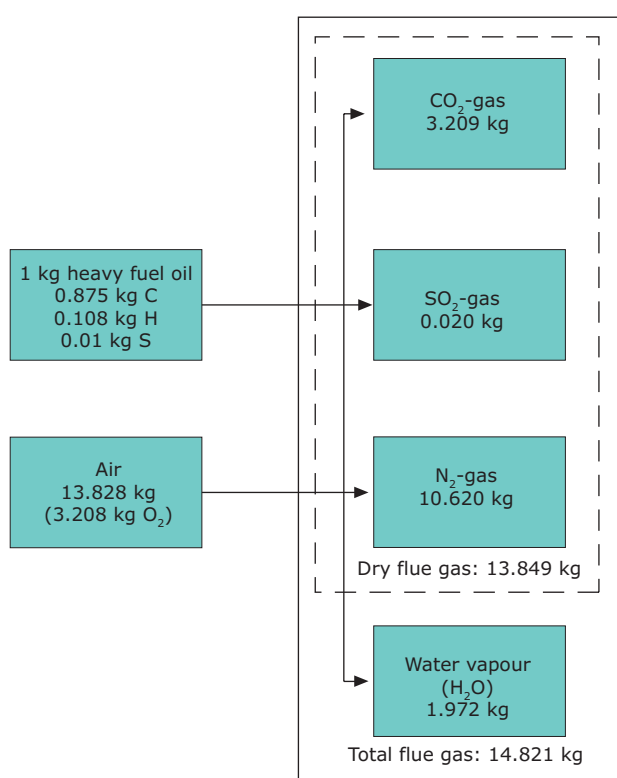 CO₂-gas
3.209 kg
1 kg heavy fuel oil
0.875 kg C
0.108 kg H
0.01 kg S
SO₂-gas
0.020 kg
Air
13.828 kg
(3.208 kg O₂)
N₂-gas
10.620 kg
Dry flue gas: 13.849 kg
Water vapour
(H₂O)
1.972 kg
Total flue gas: 14.821 kg